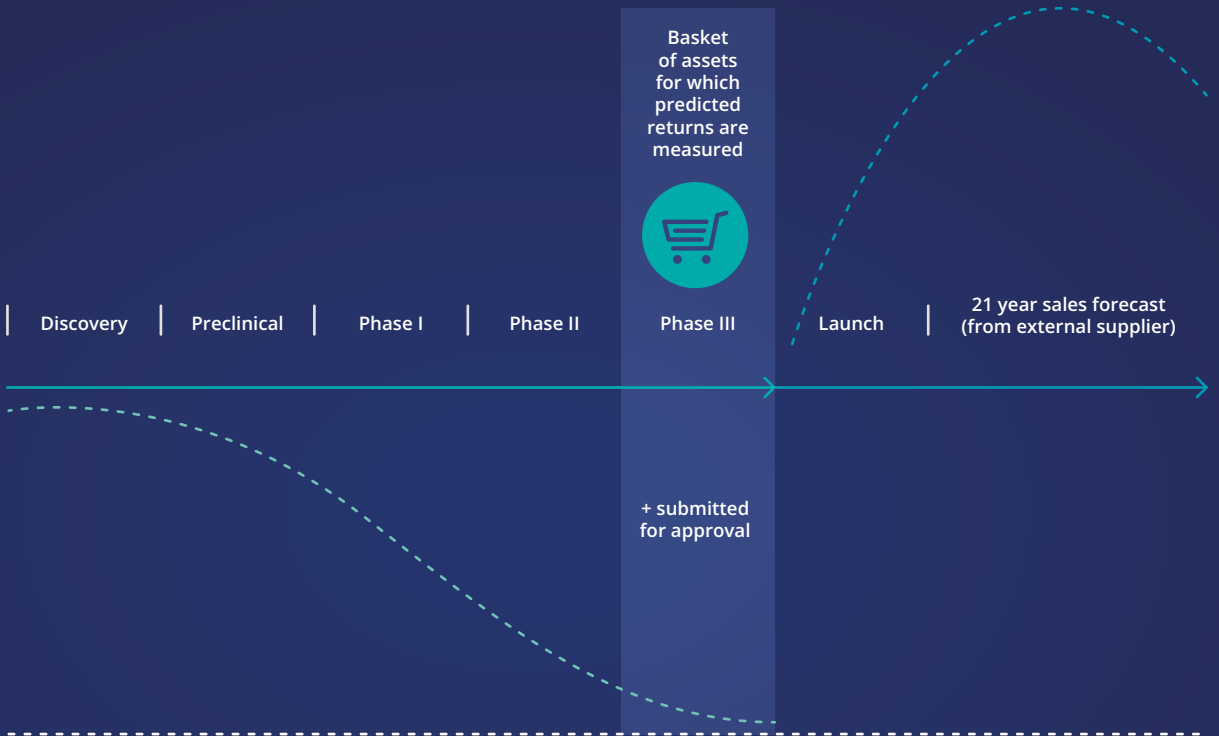 Basket
of assets
for which
predicted
returns are
measured
Discovery
Preclinical
Phase I
Phase II
Phase III
Launch
21 year sales forecast
(from external supplier)
+ submitted
for approval